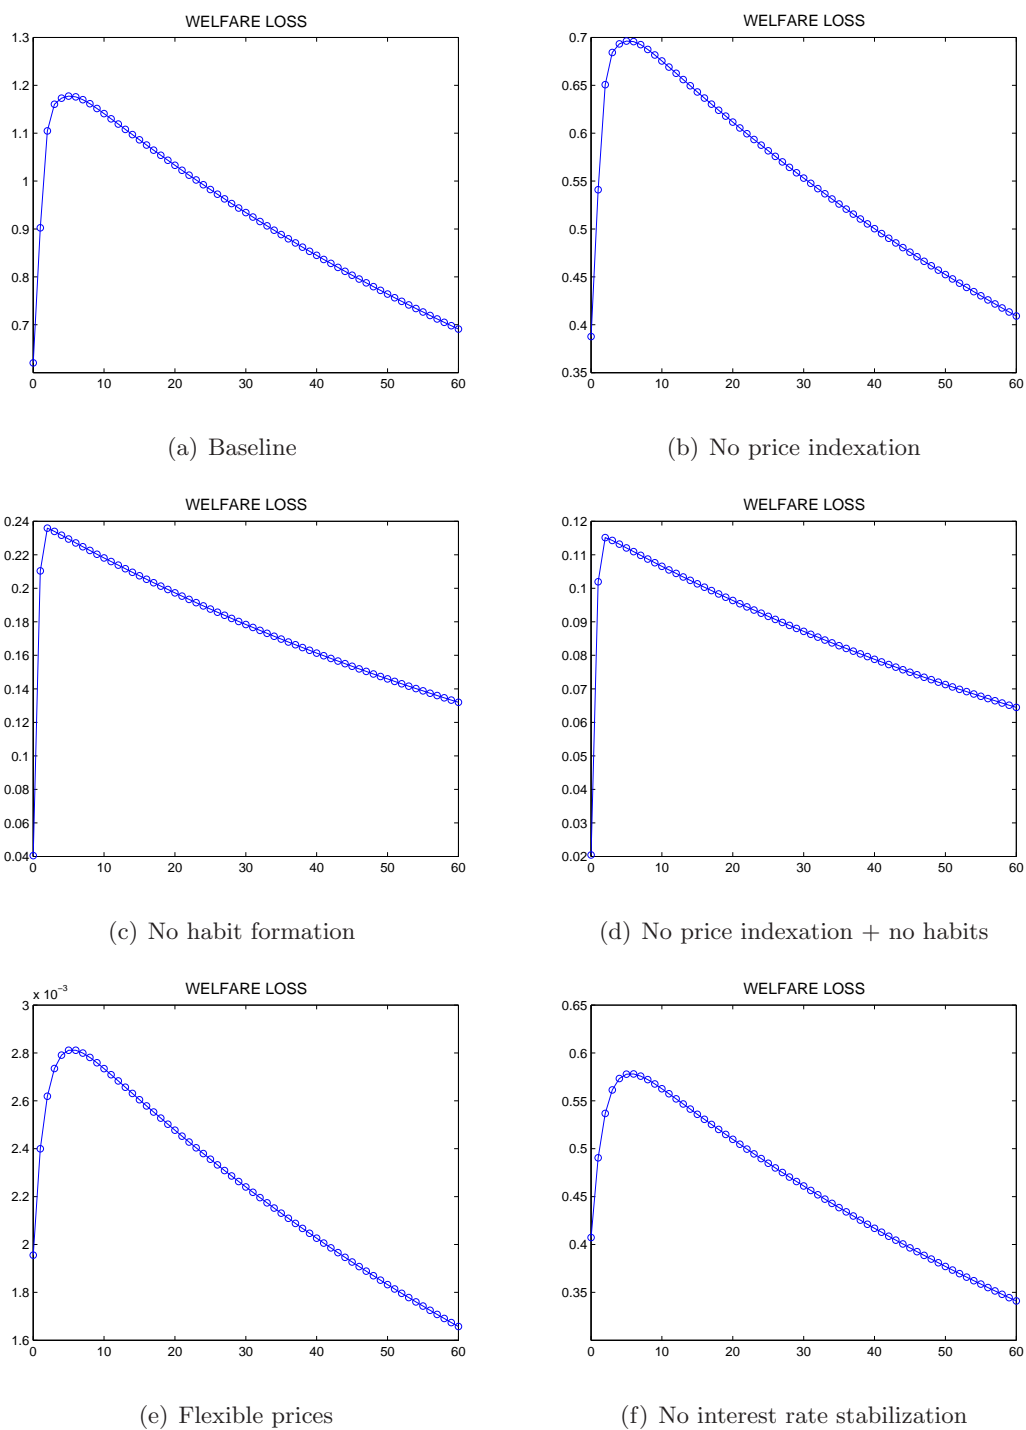 WELFARE LOSS
1.3
1.2
1.1
1
0.9
0.8
0.7
0 10 20 30 40 50 60
(a) Baseline
WELFARE LOSS
0.7
0.65
0.6
0.55
0.5
0.45
0.4
0.35
0 10 20 30 40 50 60
(b) No price indexation
WELFARE LOSS
0.24
0.22
0.2
0.18
0.16
0.14
0.12
0.1
0.08
0.06
0.04
0 10 20 30 40 50 60
(c) No habit formation
WELFARE LOSS
0.12
0.11
0.1
0.09
0.08
0.07
0.06
0.05
0.04
0.03
0.02
0 10 20 30 40 50 60
(d) No price indexation + no habits
WELFARE LOSS
x 10⁻³
3
2.8
2.6
2.4
2.2
2
1.8
1.6
0 10 20 30 40 50 60
(e) Flexible prices
WELFARE LOSS
0.65
0.6
0.55
0.5
0.45
0.4
0.35
0 10 20 30 40 50 60
(f) No interest rate stabilization